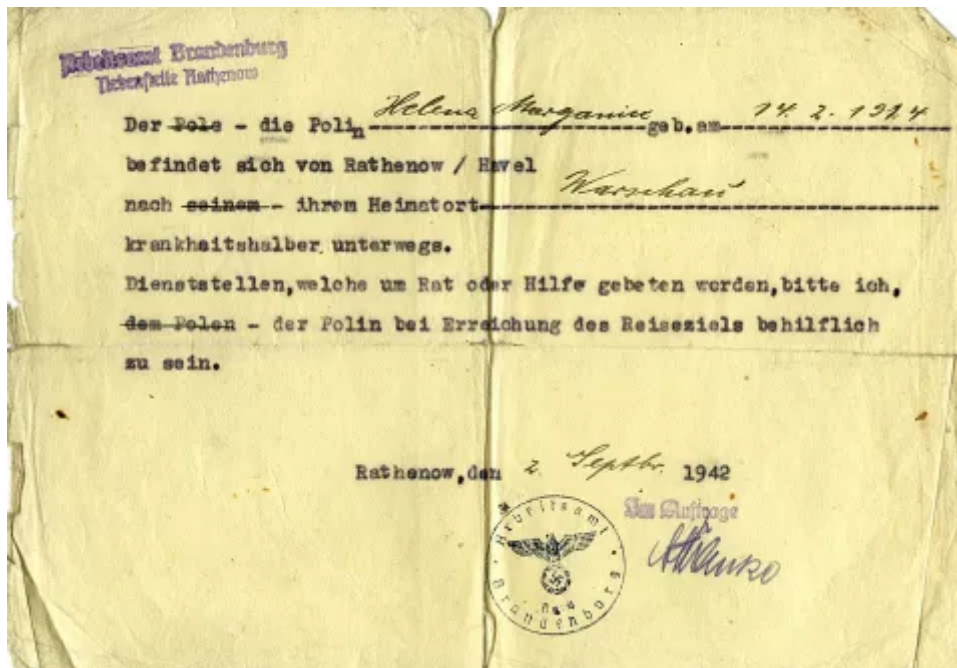 Arbeitsamt Brandenburg
Nebenstelle Rathenow
Der Pole - die Polin Helena geb.am 14. 2. 1924
befindet sich von Rathenow / Havel
nach seinem - ihrem Heimatort Warschau
krankheitshalber unterwegs.
Dienststellen,welche um Rat oder Hilfe gebeten werden,bitte ich,
dem Polen - der Polin bei Erreichung des Reiseziels behilflich
zu sein.
Rathenow,den 2. Septbr. 1942
Im Auftrage
Arbeitsamt
Brandenburg